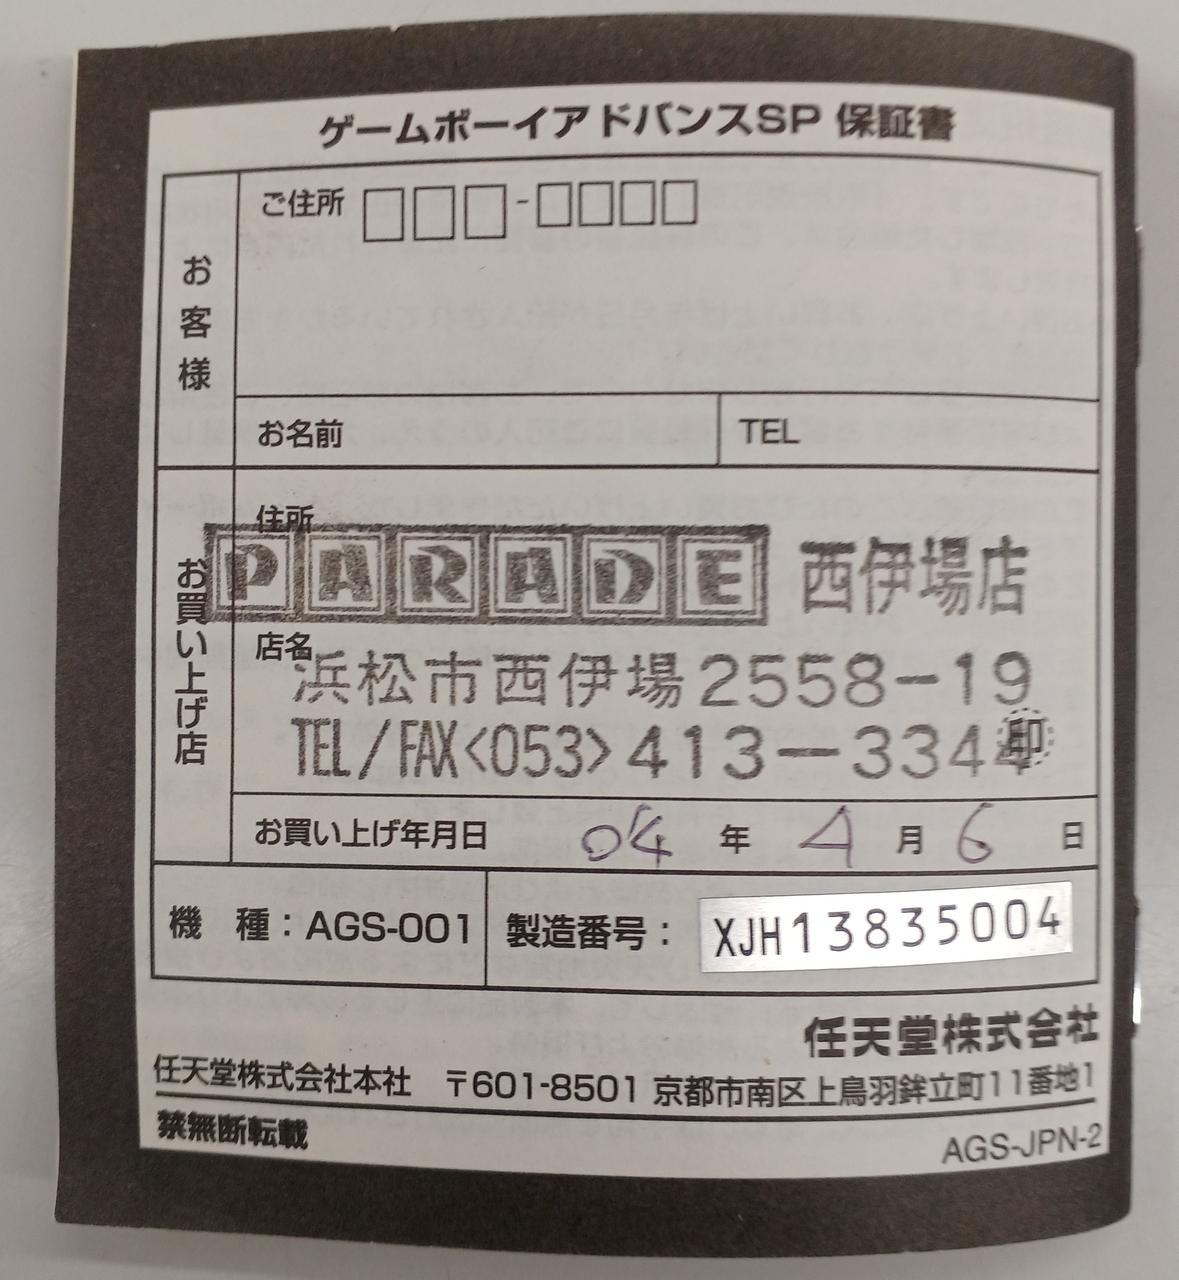 ゲームボーイアドバンスSP 保証書
お客様
ご住所 □□□-□□□□
お名前
TEL
お買い上げ店
住所
PARADE 西伊場店
店名
浜松市西伊場2558-19
TEL/FAX<053>413-3344
印
お買い上げ年月日 04 年 4 月 6 日
機 種:AGS-001 製造番号: XJH13835004
任天堂株式会社
任天堂株式会社本社 〒601-8501 京都市南区上鳥羽鉾立町11番地1
禁無断転載
AGS-JPN-2